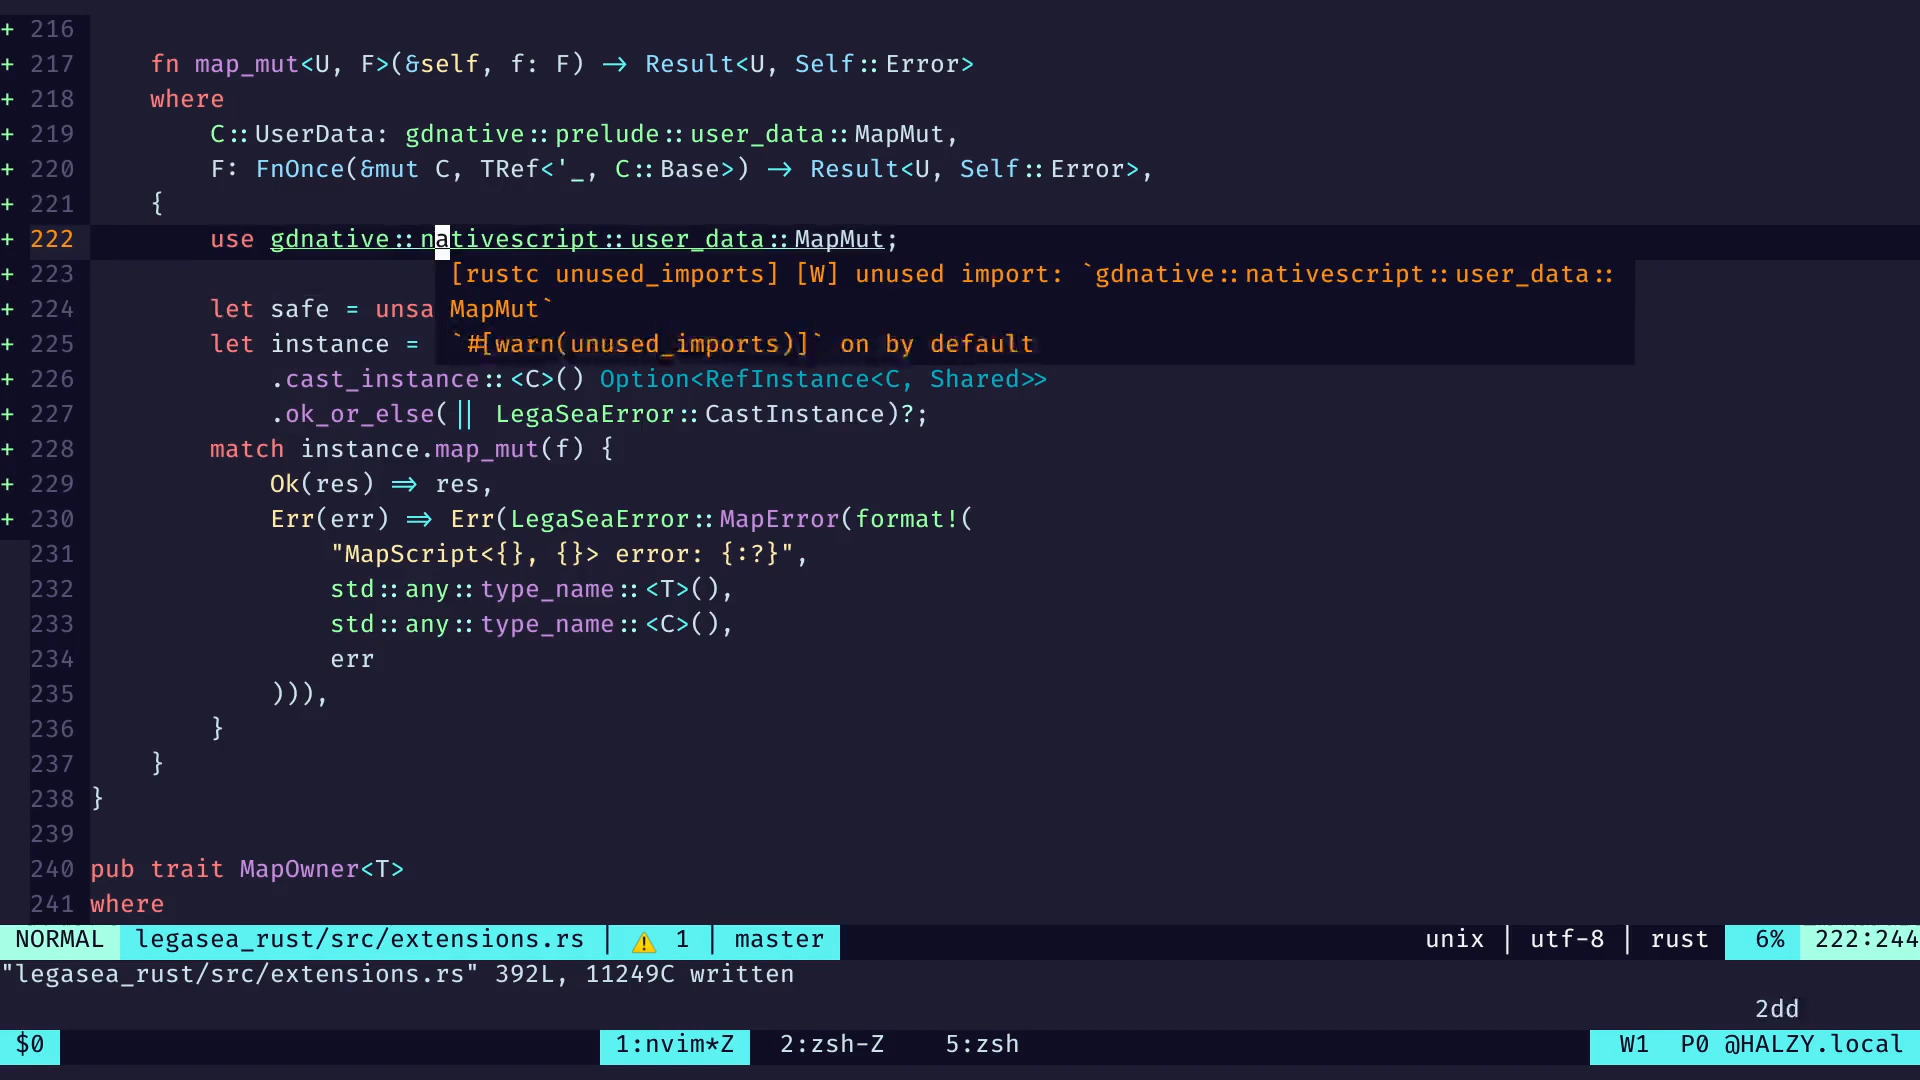 + 216
+ 217     fn map_mut<U, F>(&self, f: F) -> Result<U, Self::Error>
+ 218     where
+ 219         C::UserData: gdnative::prelude::user_data::MapMut,
+ 220         F: FnOnce(&mut C, TRef<'_, C::Base>) -> Result<U, Self::Error>,
+ 221     {
+ 222         use gdnative::nativescript::user_data::MapMut;
+ 223 [rustc unused_imports] [W] unused import: `gdnative::nativescript::user_data::
+ 224         let safe = unsa MapMut`
+ 225         let instance = `#[warn(unused_imports)]` on by default
+ 226             .cast_instance::<C>() Option<RefInstance<C, Shared>>
+ 227             .ok_or_else(|| LegaSeaError::CastInstance)?;
+ 228         match instance.map_mut(f) {
+ 229             Ok(res) => res,
+ 230             Err(err) => Err(LegaSeaError::MapError(format!(
231                 "MapScript<{}, {}> error: {:?}",
232                 std::any::type_name::<T>(),
233                 std::any::type_name::<C>(),
234                 err
235             ))),
236         }
237     }
238 }
239
240 pub trait MapOwner<T>
241 where
NORMAL legasea_rust/src/extensions.rs | ⚠ 1 | master unix | utf-8 | rust 6% 222:244
"legasea_rust/src/extensions.rs" 392L, 11249C written
2dd
$0 1:nvim*Z 2:zsh-Z 5:zsh W1 P0 @HALZY.local